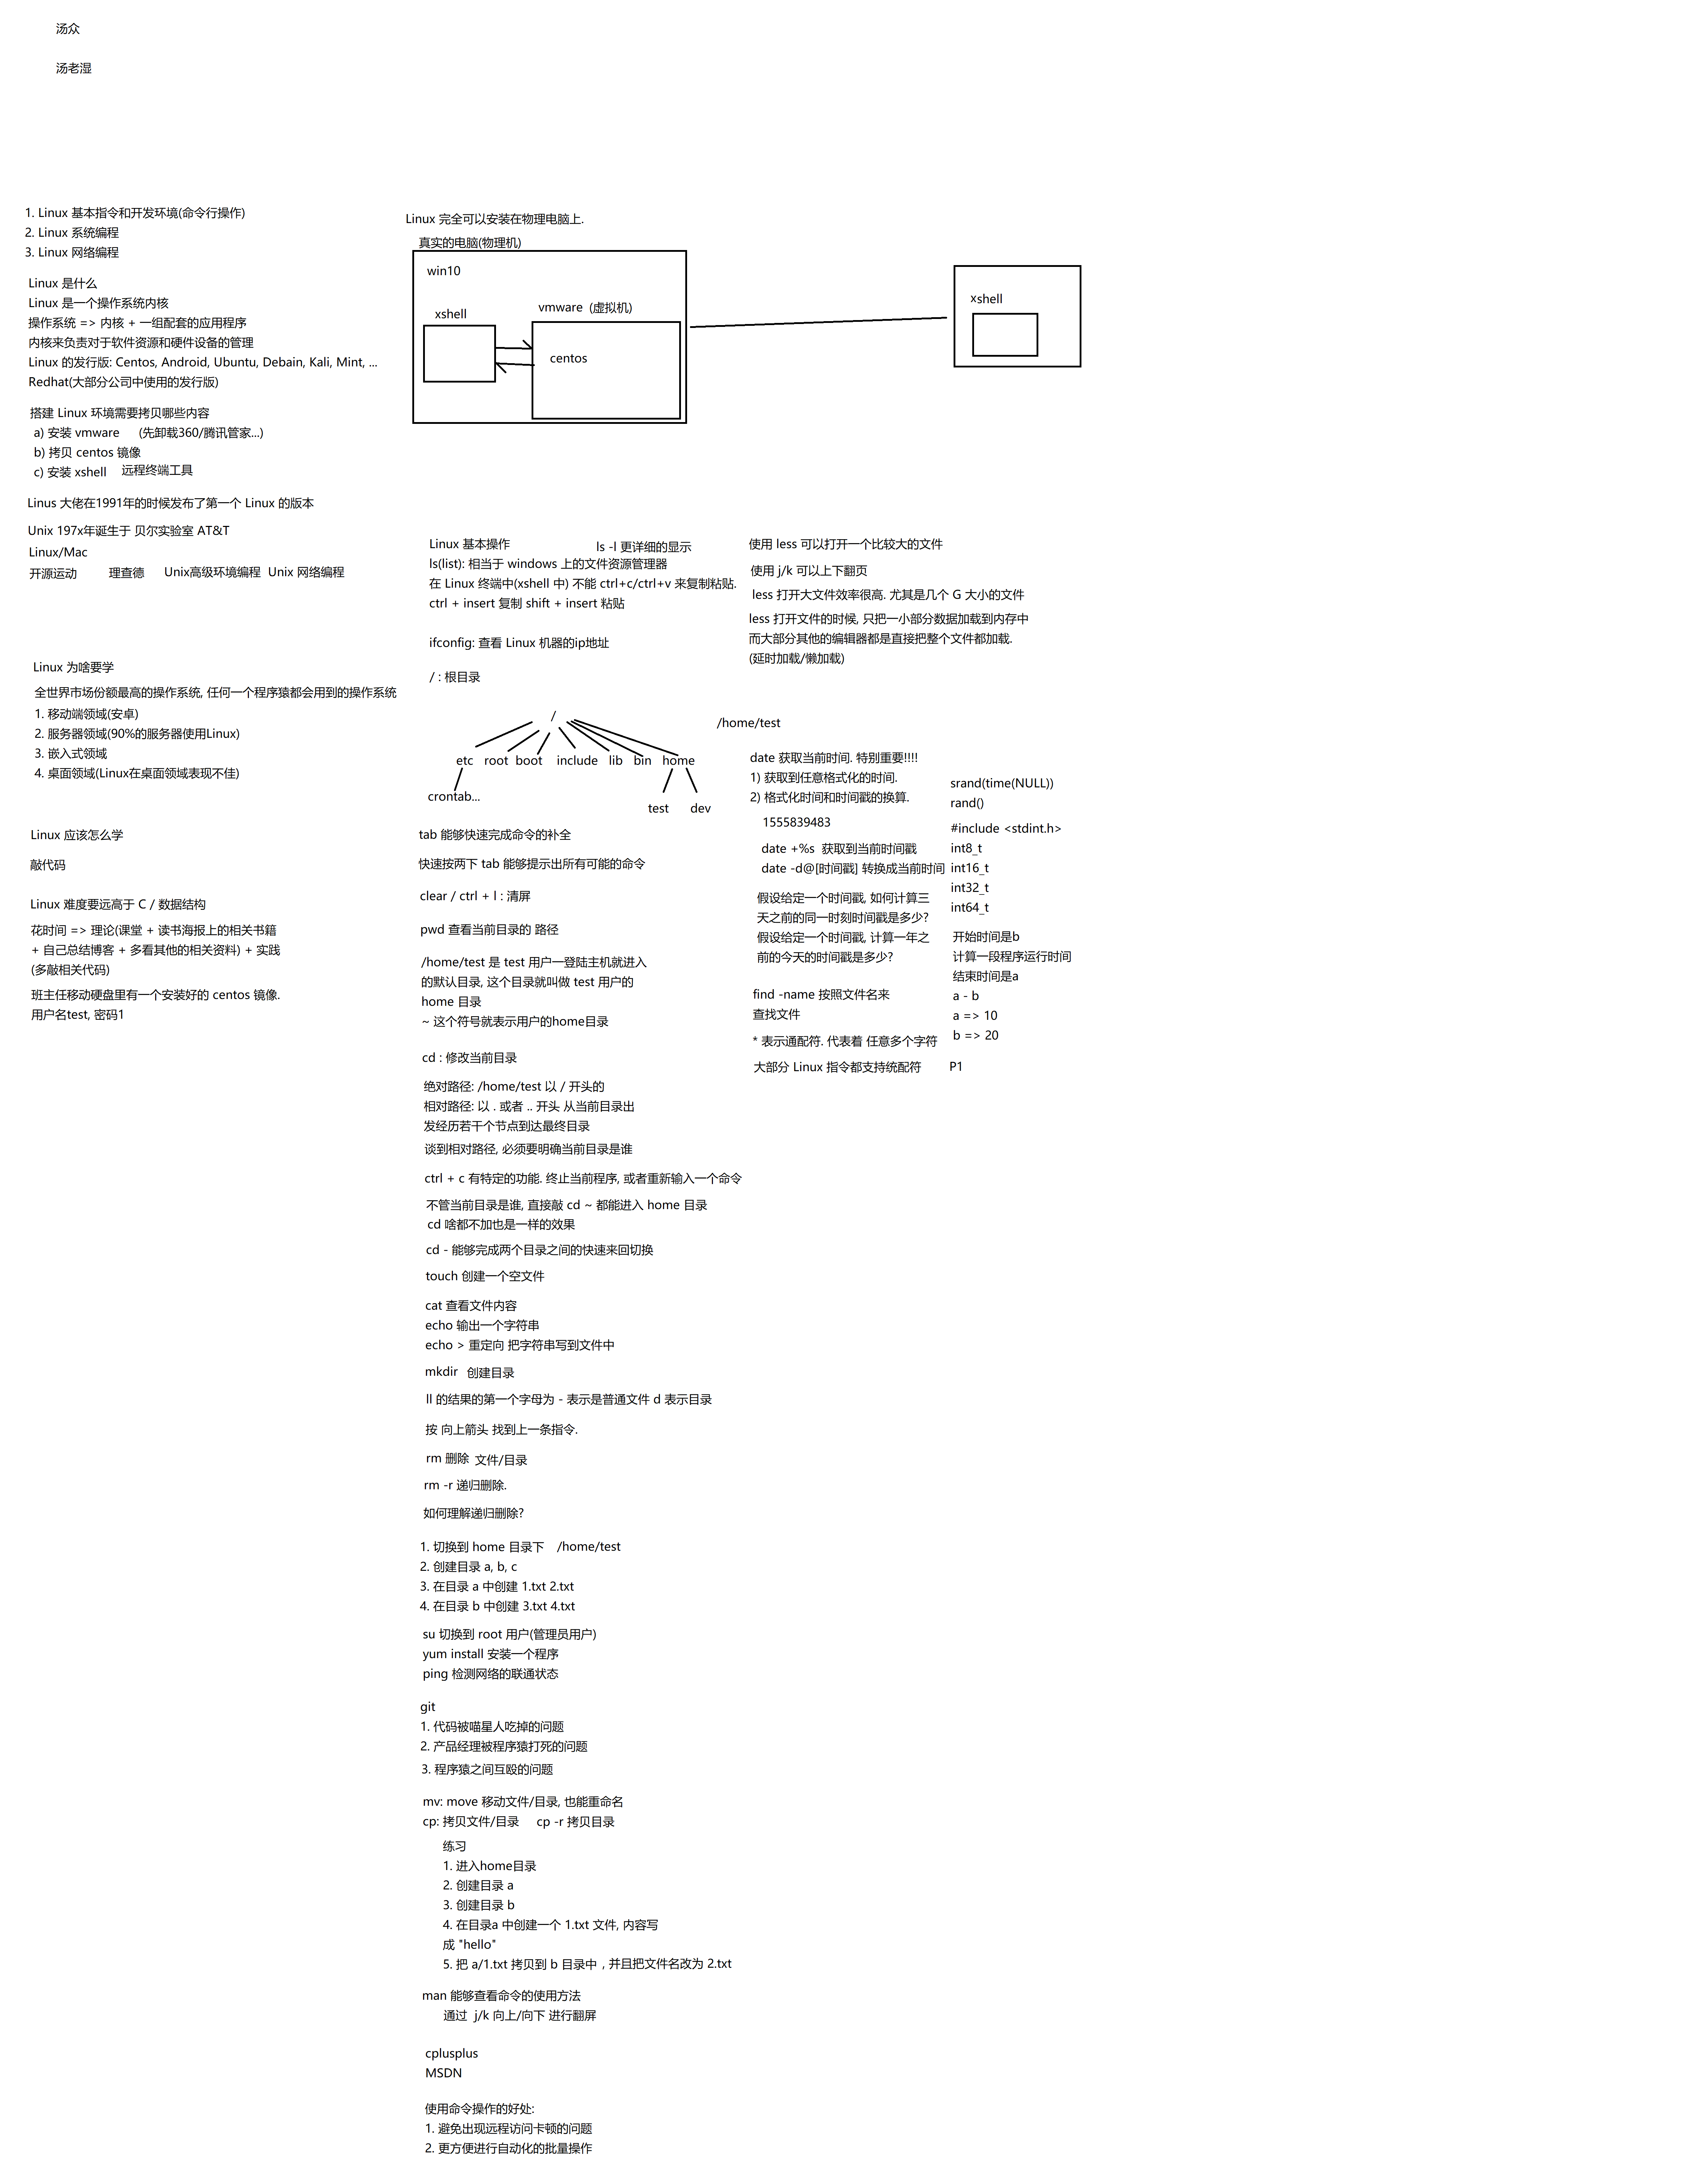 汤众
汤老湿
1. Linux 基本指令和开发环境(命令行操作)
2. Linux 系统编程
3. Linux 网络编程
Linux 是什么
Linux 是一个操作系统内核
操作系统 => 内核 + 一组配套的应用程序
内核来负责对于软件资源和硬件设备的管理
Linux 的发行版: Centos, Android, Ubuntu, Debain, Kali, Mint, ...
Redhat(大部分公司中使用的发行版)
搭建 Linux 环境需要拷贝哪些内容
a) 安装 vmware (先卸载360/腾讯管家...)
b) 拷贝 centos 镜像
c) 安装 xshell 远程终端工具
Linus 大佬在1991年的时候发布了第一个 Linux 的版本
Unix 197x年诞生于 贝尔实验室 AT&T
Linux/Mac
开源运动 理查德 Unix高级环境编程 Unix 网络编程
Linux 为啥要学
全世界市场份额最高的操作系统, 任何一个程序猿都会用到的操作系统
1. 移动端领域(安卓)
2. 服务器领域(90%的服务器使用Linux)
3. 嵌入式领域
4. 桌面领域(Linux在桌面领域表现不佳)
Linux 应该怎么学
敲代码
Linux 难度要远高于 C / 数据结构
花时间 => 理论(课堂 + 读书海报上的相关书籍
+ 自己总结博客 + 多看其他的相关资料) + 实践
(多敲相关代码)
班主任移动硬盘里有一个安装好的 centos 镜像.
用户名test, 密码1
Linux 完全可以安装在物理电脑上.
真实的电脑(物理机)
win10
xshell
vmware (虚拟机)
centos
xshell
Linux 基本操作
ls -l 更详细的显示
ls(list): 相当于 windows 上的文件资源管理器
在 Linux 终端中(xshell 中) 不能 ctrl+c/ctrl+v 来复制粘贴.
ctrl + insert 复制 shift + insert 粘贴
ifconfig: 查看 Linux 机器的ip地址
/ : 根目录
/
etc root boot include lib bin home
crontab...
test dev
/home/test
tab 能够快速完成命令的补全
快速按两下 tab 能够提示出所有可能的命令
clear / ctrl + l : 清屏
pwd 查看当前目录的 路径
/home/test 是 test 用户一登陆主机就进入
的默认目录, 这个目录就叫做 test 用户的
home 目录
~ 这个符号就表示用户的home目录
cd : 修改当前目录
绝对路径: /home/test 以 / 开头的
相对路径: 以 . 或者 .. 开头 从当前目录出
发经历若干个节点到达最终目录
谈到相对路径, 必须要明确当前目录是谁
ctrl + c 有特定的功能. 终止当前程序, 或者重新输入一个命令
不管当前目录是谁, 直接敲 cd ~ 都能进入 home 目录
cd 啥都不加也是一样的效果
cd - 能够完成两个目录之间的快速来回切换
touch 创建一个空文件
cat 查看文件内容
echo 输出一个字符串
echo > 重定向 把字符串写到文件中
mkdir 创建目录
ll 的结果的第一个字母为 - 表示是普通文件 d 表示目录
按 向上箭头 找到上一条指令.
rm 删除 文件/目录
rm -r 递归删除.
如何理解递归删除?
1. 切换到 home 目录下 /home/test
2. 创建目录 a, b, c
3. 在目录 a 中创建 1.txt 2.txt
4. 在目录 b 中创建 3.txt 4.txt
su 切换到 root 用户(管理员用户)
yum install 安装一个程序
ping 检测网络的联通状态
git
1. 代码被喵星人吃掉的问题
2. 产品经理被程序猿打死的问题
3. 程序猿之间互殴的问题
mv: move 移动文件/目录, 也能重命名
cp: 拷贝文件/目录 cp -r 拷贝目录
练习
1. 进入home目录
2. 创建目录 a
3. 创建目录 b
4. 在目录a 中创建一个 1.txt 文件, 内容写
成 "hello"
5. 把 a/1.txt 拷贝到 b 目录中 , 并且把文件名改为 2.txt
man 能够查看命令的使用方法
通过 j/k 向上/向下 进行翻屏
cplusplus
MSDN
使用命令操作的好处:
1. 避免出现远程访问卡顿的问题
2. 更方便进行自动化的批量操作
使用 less 可以打开一个比较大的文件
使用 j/k 可以上下翻页
less 打开大文件效率很高. 尤其是几个 G 大小的文件
less 打开文件的时候, 只把一小部分数据加载到内存中
而大部分其他的编辑器都是直接把整个文件都加载.
(延时加载/懒加载)
date 获取当前时间. 特别重要!!!!
1) 获取到任意格式化的时间.
2) 格式化时间和时间戳的换算.
1555839483
date +%s 获取到当前时间戳
date -d@[时间戳] 转换成当前时间
假设给定一个时间戳, 如何计算三
天之前的同一时刻时间戳是多少?
假设给定一个时间戳, 计算一年之
前的今天的时间戳是多少?
find -name 按照文件名来
查找文件
* 表示通配符. 代表着 任意多个字符
大部分 Linux 指令都支持统配符
srand(time(NULL))
rand()
#include <stdint.h>
int8_t
int16_t
int32_t
int64_t
开始时间是b
计算一段程序运行时间
结束时间是a
a - b
a => 10
b => 20
P1